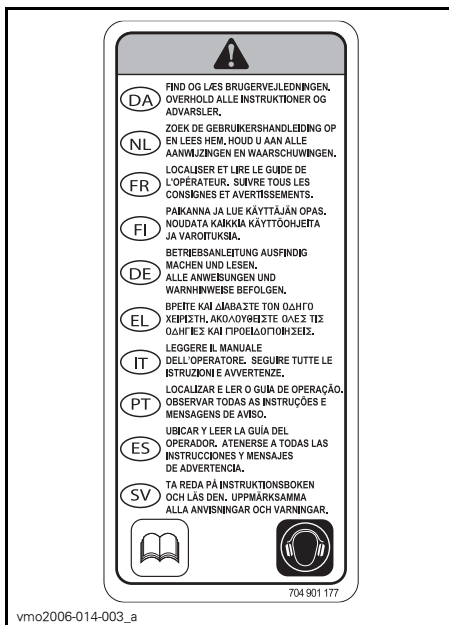 DA
FIND OG LÆS BRUGERVEJLEDNINGEN.
OVERHOLD ALLE INSTRUKTIONER OG
ADVARSLER.
NL
ZOEK DE GEBRUIKERSHANDLEIDING OP
EN LEES HEM. HOUD U AAN ALLE
AANWIJZINGEN EN WAARSCHUWINGEN.
FR
LOCALISER ET LIRE LE GUIDE DE
L'OPÉRATEUR. SUIVRE TOUS LES
CONSIGNES ET AVERTISSEMENTS.
FI
PAIKANNA JA LUE KÄYTTÄJÄN OPAS.
NOUDATA KAIKKIA KÄYTTÖOHJEITA
JA VAROITUKSIA.
DE
BETRIEBSANLEITUNG AUSFINDIG
MACHEN UND LESEN.
ALLE ANWEISUNGEN UND
WARNHINWEISE BEFOLGEN.
EL
ΒΡΕΙΤΕ ΚΑΙ ΔΙΑΒΑΣΤΕ ΤΟΝ ΟΔΗΓΟ
ΧΕΙΡΙΣΤΗ. ΑΚΟΛΟΥΘΕΙΣΤΕ ΟΛΕΣ ΤΙΣ
ΟΔΗΓΙΕΣ ΚΑΙ ΠΡΟΕΙΔΟΠΟΙΗΣΕΙΣ.
IT
LEGGERE IL MANUALE
DELL'OPERATORE. SEGUIRE TUTTE LE
ISTRUZIONI E AVVERTENZE.
PT
LOCALIZAR E LER O GUIA DE OPERAÇÃO.
OBSERVAR TODAS AS INSTRUÇÕES E
MENSAGENS DE AVISO.
ES
UBICAR Y LEER LA GUÍA DEL
OPERADOR. ATENERSE A TODAS LAS
INSTRUCCIONES Y MENSAJES
DE ADVERTENCIA.
SV
TA REDA PÅ INSTRUKTIONSBOKEN
OCH LÄS DEN. UPPMÄRKSAMMA
ALLA ANVISNINGAR OCH VARNINGAR.
704 901 177
vmo2006-014-003_a